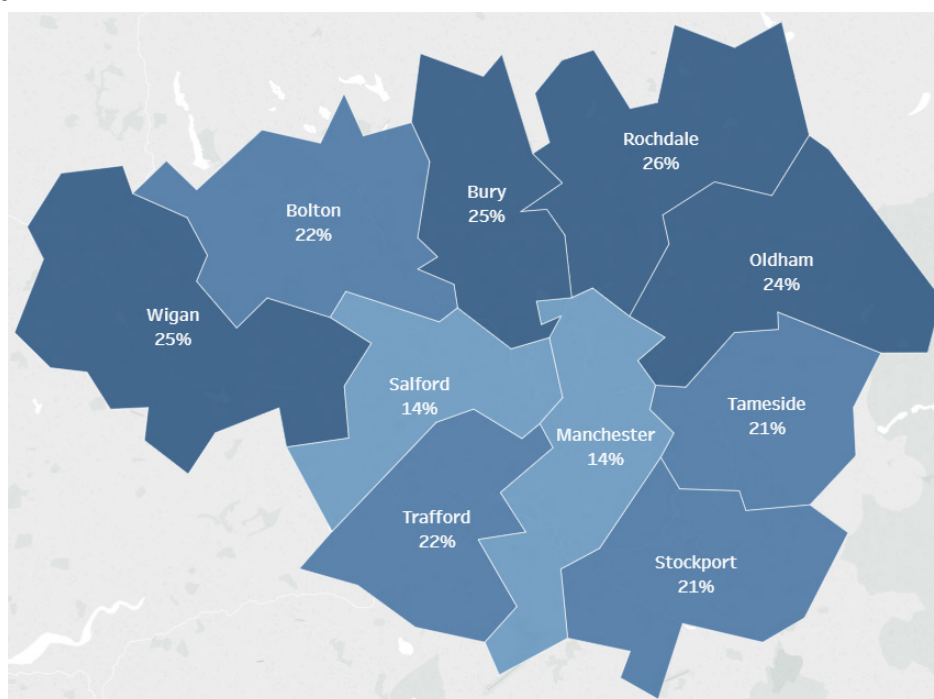 Rochdale
26%
Bury
25%
Bolton
22%
Oldham
24%
Wigan
25%
Salford
14%
Tameside
21%
Manchester
14%
Trafford
22%
Stockport
21%